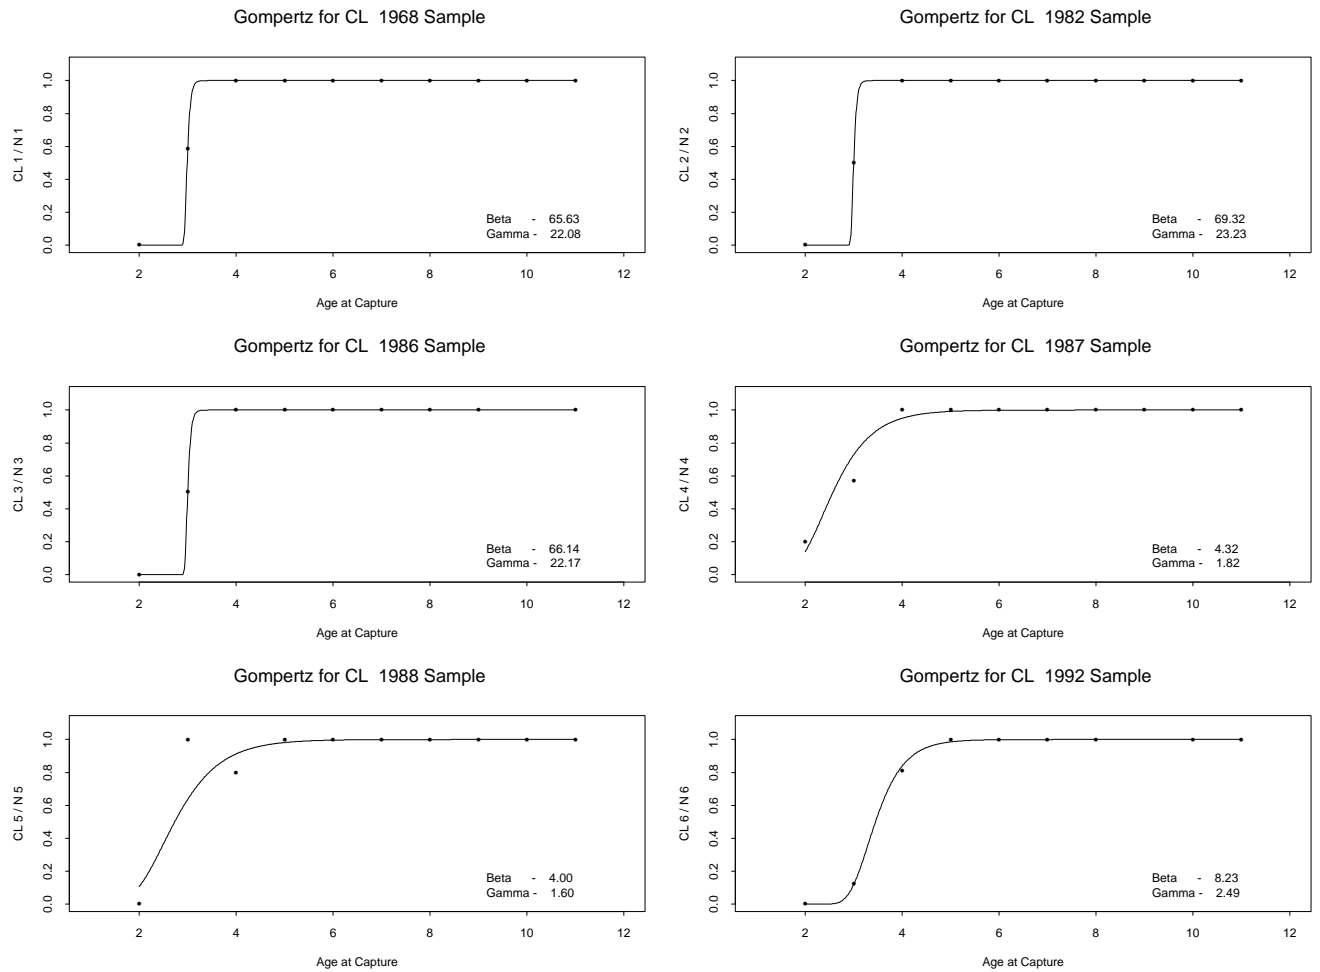 Gompertz for CL 1968 Sample
CL 1 / N 1
0.0 0.2 0.4 0.6 0.8 1.0
Beta - 65.63
Gamma - 22.08
2 4 6 8 10 12
Age at Capture
Gompertz for CL 1982 Sample
CL 2 / N 2
0.0 0.2 0.4 0.6 0.8 1.0
Beta - 69.32
Gamma - 23.23
2 4 6 8 10 12
Age at Capture
Gompertz for CL 1986 Sample
CL 3 / N 3
0.0 0.2 0.4 0.6 0.8 1.0
Beta - 66.14
Gamma - 22.17
2 4 6 8 10 12
Age at Capture
Gompertz for CL 1987 Sample
CL 4 / N 4
0.0 0.2 0.4 0.6 0.8 1.0
Beta - 4.32
Gamma - 1.82
2 4 6 8 10 12
Age at Capture
Gompertz for CL 1988 Sample
CL 5 / N 5
0.0 0.2 0.4 0.6 0.8 1.0
Beta - 4.00
Gamma - 1.60
2 4 6 8 10 12
Age at Capture
Gompertz for CL 1992 Sample
CL 6 / N 6
0.0 0.2 0.4 0.6 0.8 1.0
Beta - 8.23
Gamma - 2.49
2 4 6 8 10 12
Age at Capture